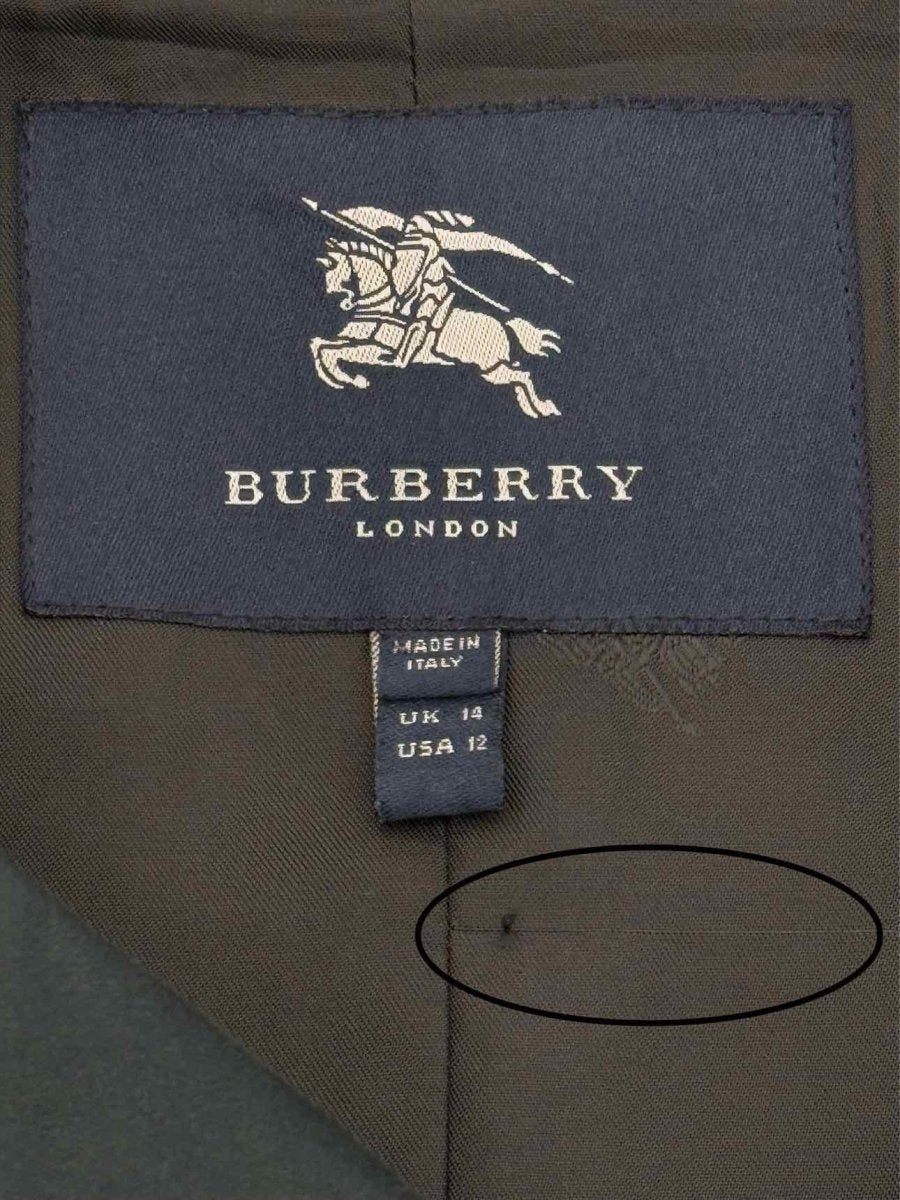 BURBERRY
LONDON
MADE IN
ITALY
UK 14
USA 12